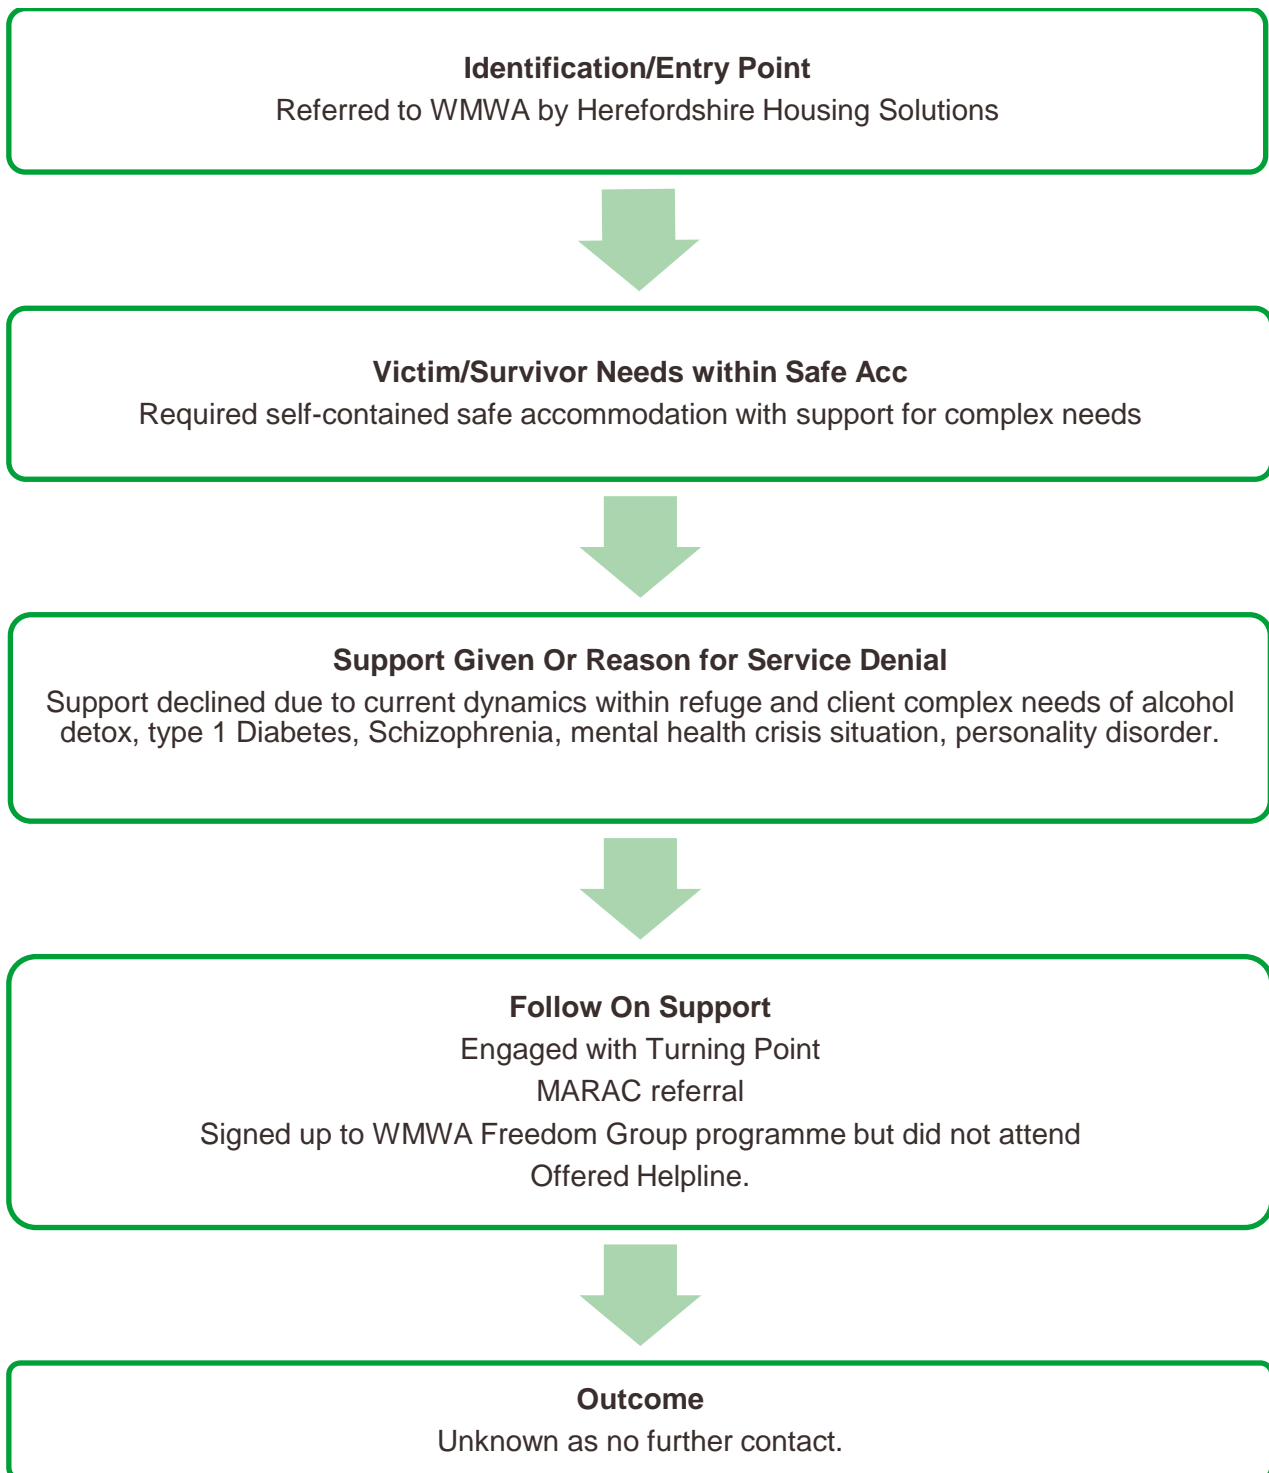 Identification/Entry Point
Referred to WMWA by Herefordshire Housing Solutions
Victim/Survivor Needs within Safe Acc
Required self-contained safe accommodation with support for complex needs
Support Given Or Reason for Service Denial
Support declined due to current dynamics within refuge and client complex needs of alcohol
detox, type 1 Diabetes, Schizophrenia, mental health crisis situation, personality disorder.
Follow On Support
Engaged with Turning Point
MARAC referral
Signed up to WMWA Freedom Group programme but did not attend
Offered Helpline.
Outcome
Unknown as no further contact.